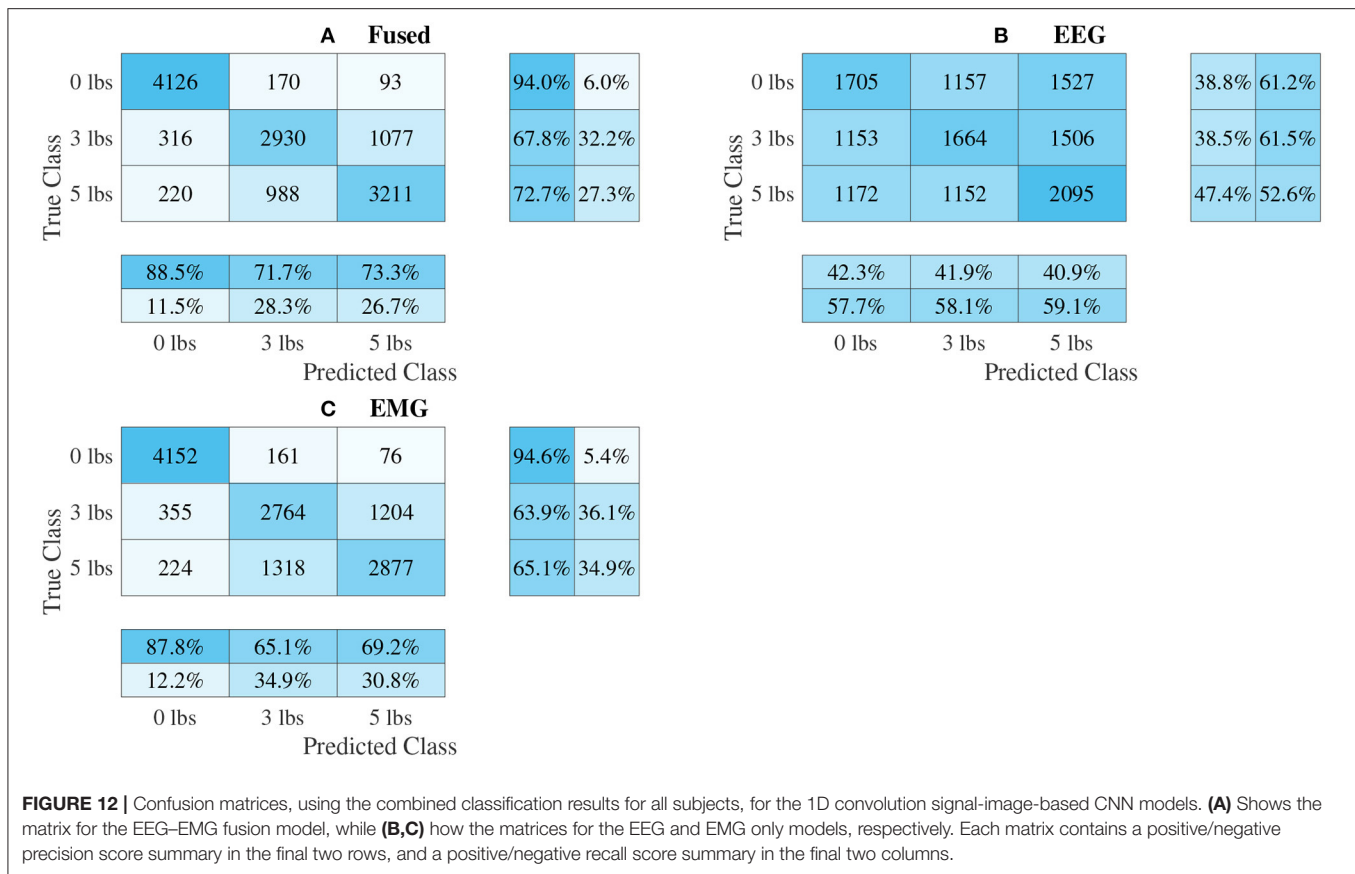 A Fused
True Class
0 lbs 4126 170 93 94.0% 6.0%
3 lbs 316 2930 1077 67.8% 32.2%
5 lbs 220 988 3211 72.7% 27.3%
88.5% 71.7% 73.3%
11.5% 28.3% 26.7%
0 lbs 3 lbs 5 lbs
Predicted Class
B EEG
True Class
0 lbs 1705 1157 1527 38.8% 61.2%
3 lbs 1153 1664 1506 38.5% 61.5%
5 lbs 1172 1152 2095 47.4% 52.6%
42.3% 41.9% 40.9%
57.7% 58.1% 59.1%
0 lbs 3 lbs 5 lbs
Predicted Class
C EMG
True Class
0 lbs 4152 161 76 94.6% 5.4%
3 lbs 355 2764 1204 63.9% 36.1%
5 lbs 224 1318 2877 65.1% 34.9%
87.8% 65.1% 69.2%
12.2% 34.9% 30.8%
0 lbs 3 lbs 5 lbs
Predicted Class
FIGURE 12 | Confusion matrices, using the combined classification results for all subjects, for the 1D convolution signal-image-based CNN models. (A) Shows the
matrix for the EEG–EMG fusion model, while (B,C) how the matrices for the EEG and EMG only models, respectively. Each matrix contains a positive/negative
precision score summary in the final two rows, and a positive/negative recall score summary in the final two columns.